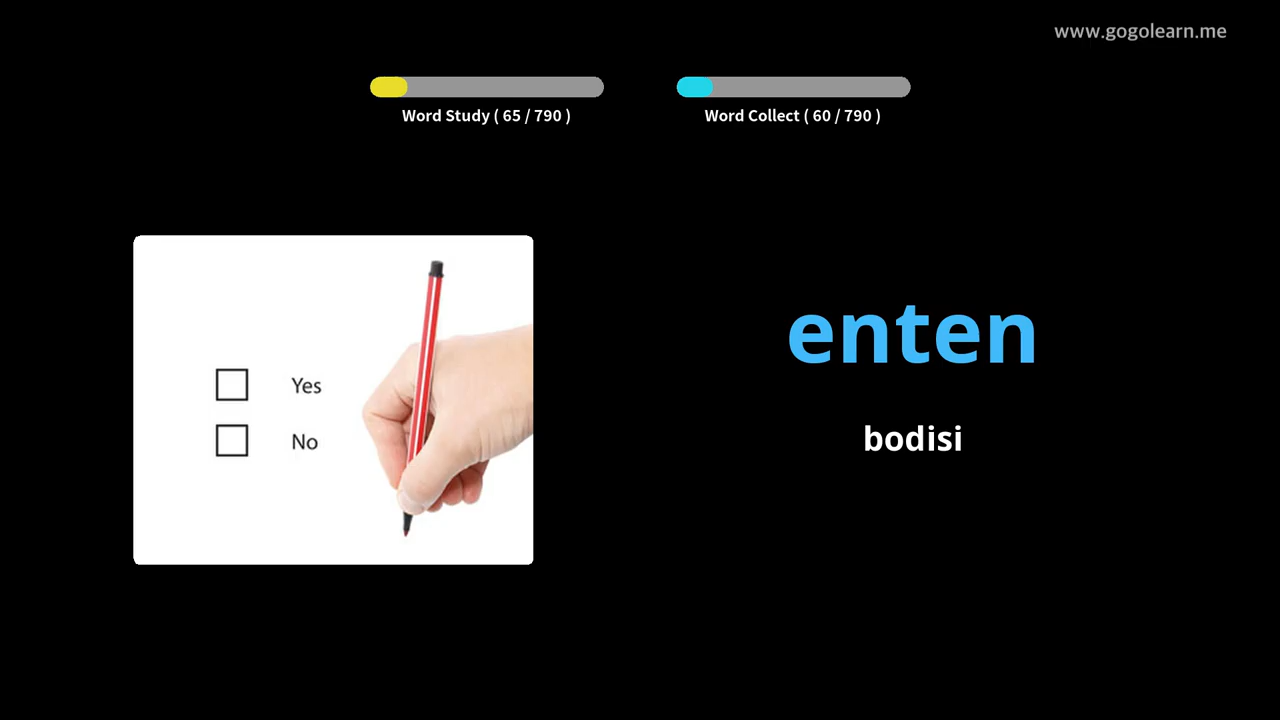 www.gogolearn.me
Word Study ( 65 / 790 )
Word Collect ( 60 / 790 )
Yes
No
enten
bodisi